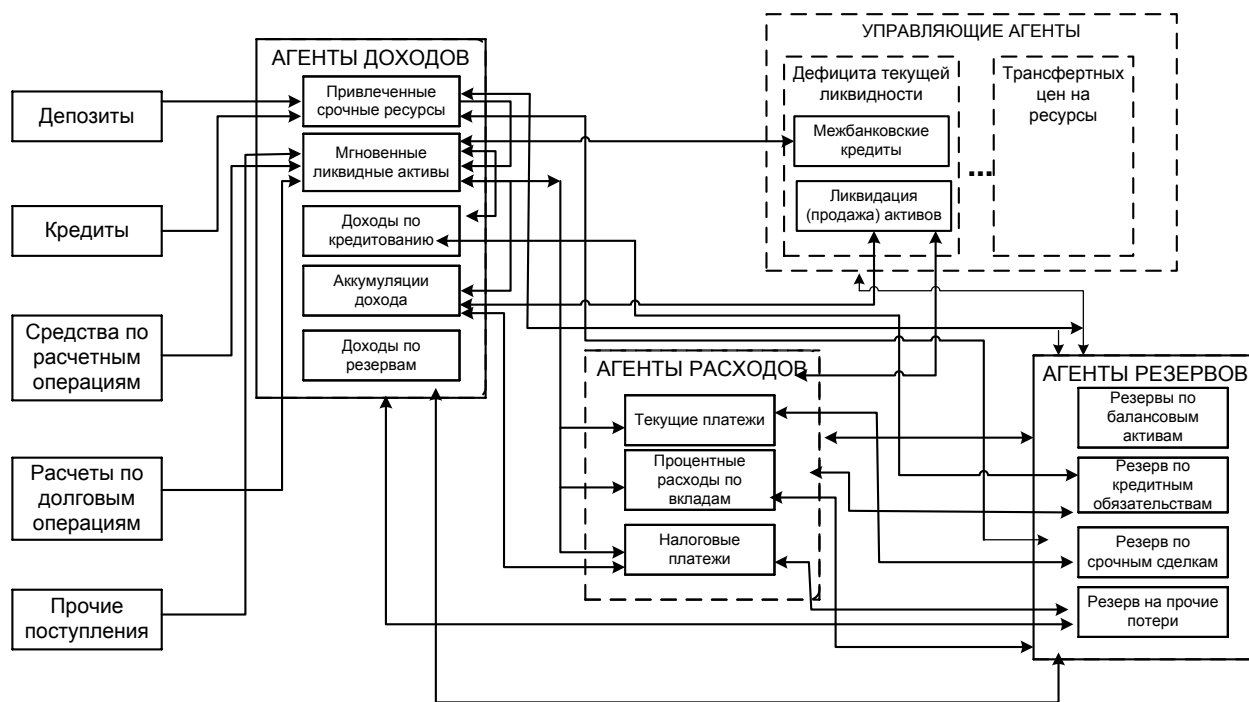 Депозиты
Кредиты
Средства по
расчетным
операциям
Расчеты по
долговым
операциям
Прочие
поступления
АГЕНТЫ ДОХОДОВ
Привлеченные
срочные ресурсы
Мгновенные
ликвидные активы
Доходы по
кредитованию
Аккумуляции
дохода
Доходы по
резервам
УПРАВЛЯЮЩИЕ АГЕНТЫ
Дефицита текущей
ликвидности
Межбанковские
кредиты
Ликвидация
(продажа) активов
...
Трансфертных
цен на
ресурсы
АГЕНТЫ РАСХОДОВ
Текущие платежи
Процентные
расходы по
вкладам
Налоговые
платежи
АГЕНТЫ РЕЗЕРВОВ
Резервы по
балансовым
активам
Резерв по
кредитным
обязательствам
Резерв по
срочным сделкам
Резерв на прочие
потери